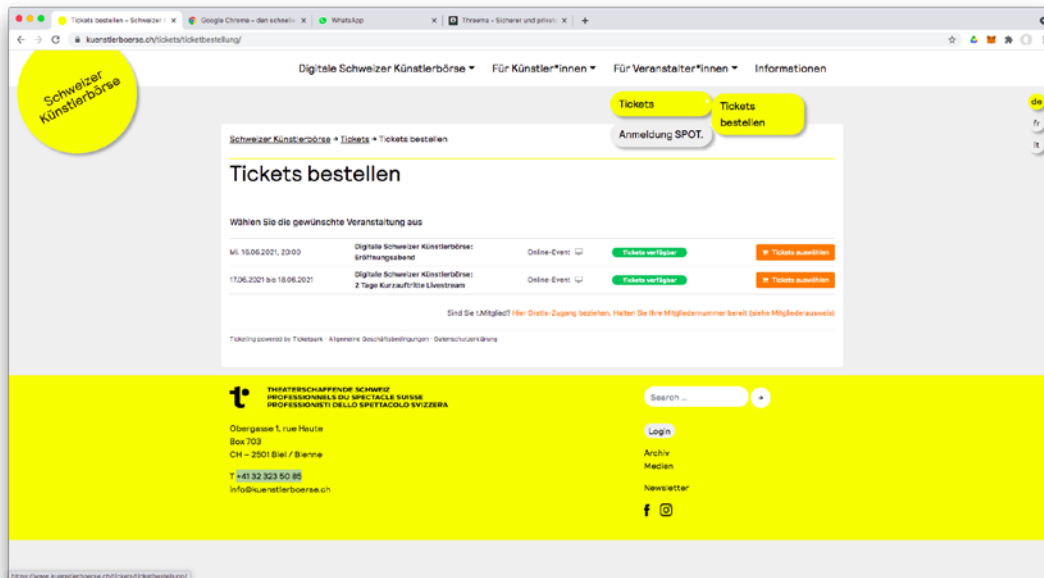 Tickets bestellen – Schweizer
Google Chrome – den schnelle
WhatsApp
Threema – Sicherer und privat
kuenstlerboerse.ch/tickets/ticketbestellung/
Schweizer
Künstlerbörse
Digitale Schweizer Künstlerbörse
Für Künstler*innen
Für Veranstalter*innen
Informationen
Tickets
Tickets
bestellen
Anmeldung SPOT.
de
fr
it
Schweizer Künstlerbörse → Tickets → Tickets bestellen
Tickets bestellen
Wählen Sie die gewünschte Veranstaltung aus
Mi. 16.06.2021, 20:00
Digitale Schweizer Künstlerbörse:
Eröffnungsabend
Online-Event
Tickets verfügbar
Tickets auswählen
17.06.2021 bis 18.06.2021
Digitale Schweizer Künstlerbörse:
2 Tage Kurzauftritte Livestream
Online-Event
Tickets verfügbar
Tickets auswählen
Sind Sie t.Mitglied? Hier Gratis-Zugang beziehen. Halten Sie Ihre Mitgliedernummer bereit (siehe Mitgliederausweis)
Ticketing powered by Ticketpark · Allgemeine Geschäftsbedingungen · Datenschutzerklärung
t.
THEATERSCHAFFENDE SCHWEIZ
PROFESSIONNELS DU SPECTACLE SUISSE
PROFESSIONISTI DELLO SPETTACOLO SVIZZERA
Obergasse 1, rue Haute
Box 703
CH – 2501 Biel / Bienne
T +41 32 323 50 85
info@kuenstlerboerse.ch
Search ...
Login
Archiv
Medien
Newsletter
https://www.kuenstlerboerse.ch/tickets/ticketbestellung/